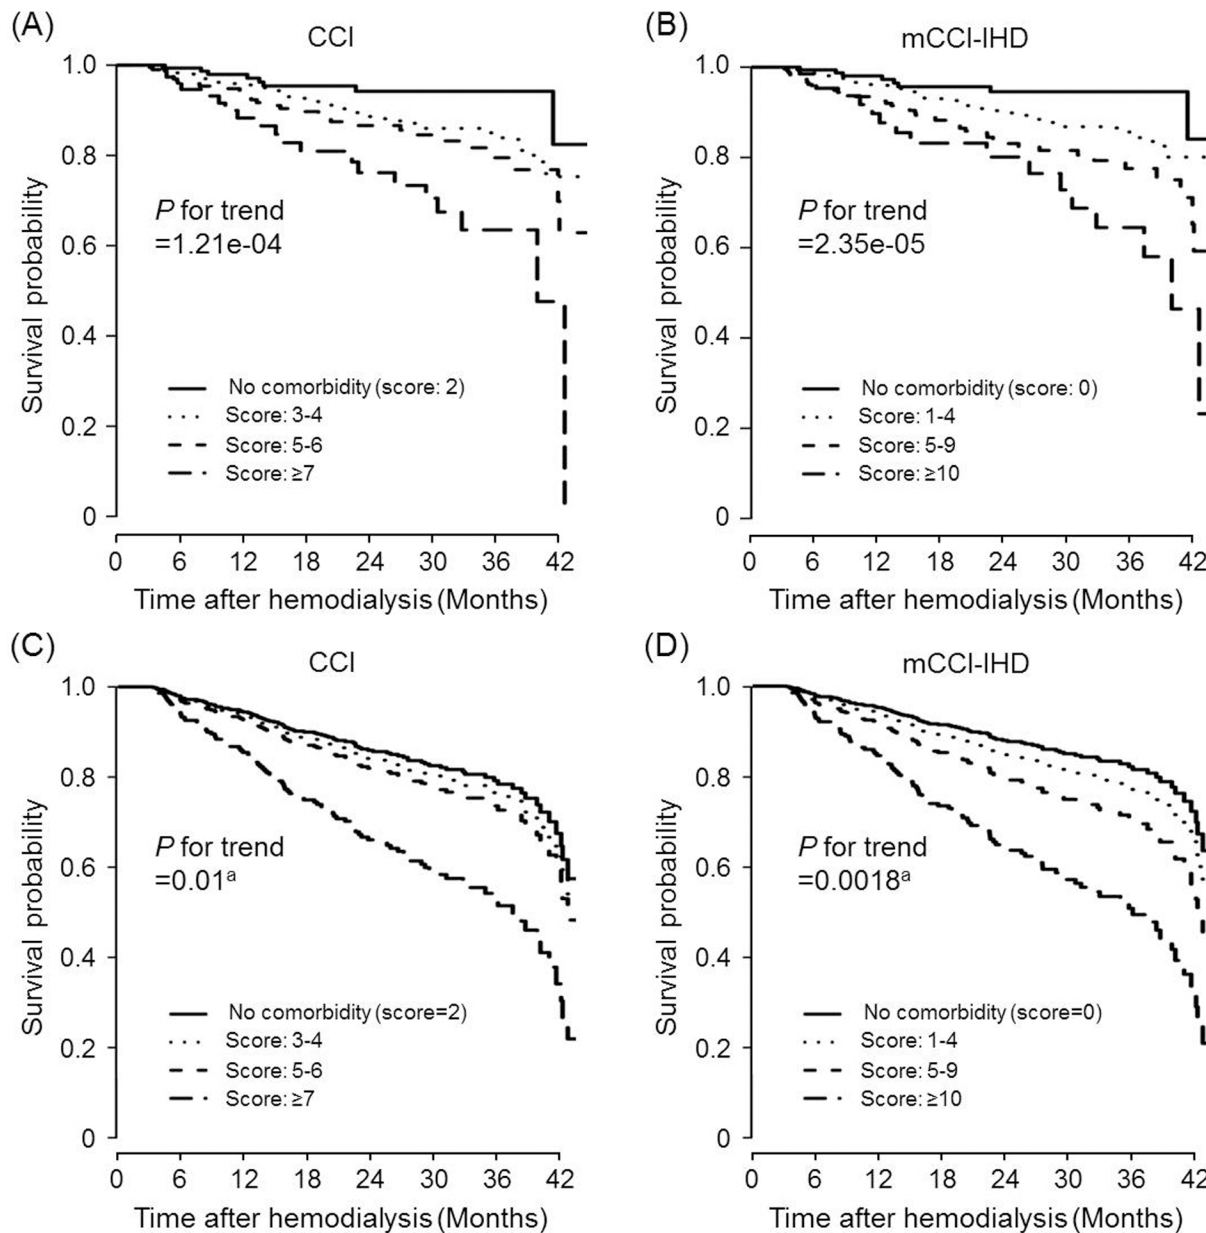 (A)
CCI
Survival probability
1.0
0.8
0.6
0.4
0.2
0
P for trend
=1.21e-04
No comorbidity (score: 2)
Score: 3-4
Score: 5-6
Score: ≥7
0 6 12 18 24 30 36 42
Time after hemodialysis (Months)
(B)
mCCI-IHD
Survival probability
1.0
0.8
0.6
0.4
0.2
0
P for trend
=2.35e-05
No comorbidity (score: 0)
Score: 1-4
Score: 5-9
Score: ≥10
0 6 12 18 24 30 36 42
Time after hemodialysis (Months)
(C)
CCI
Survival probability
1.0
0.8
0.6
0.4
0.2
0
P for trend
=0.01ᵃ
No comorbidity (score=2)
Score: 3-4
Score: 5-6
Score: ≥7
0 6 12 18 24 30 36 42
Time after hemodialysis (Months)
(D)
mCCI-IHD
Survival probability
1.0
0.8
0.6
0.4
0.2
0
P for trend
=0.0018ᵃ
No comorbidity (score=0)
Score: 1-4
Score: 5-9
Score: ≥10
0 6 12 18 24 30 36 42
Time after hemodialysis (Months)